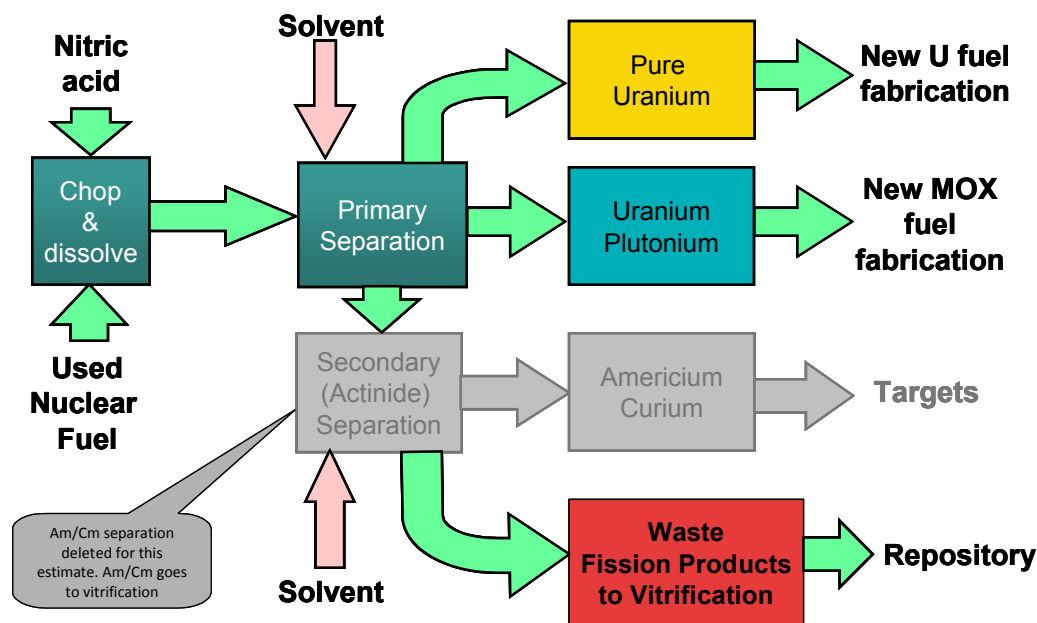 Nitric
acid
Solvent
Pure
Uranium
New U fuel
fabrication
Chop
&
dissolve
Primary
Separation
Uranium
Plutonium
New MOX
fuel
fabrication
Used
Nuclear
Fuel
Secondary
(Actinide)
Separation
Americium
Curium
Targets
Am/Cm separation
deleted for this
estimate. Am/Cm goes
to vitrification
Solvent
Waste
Fission Products
to Vitrification
Repository